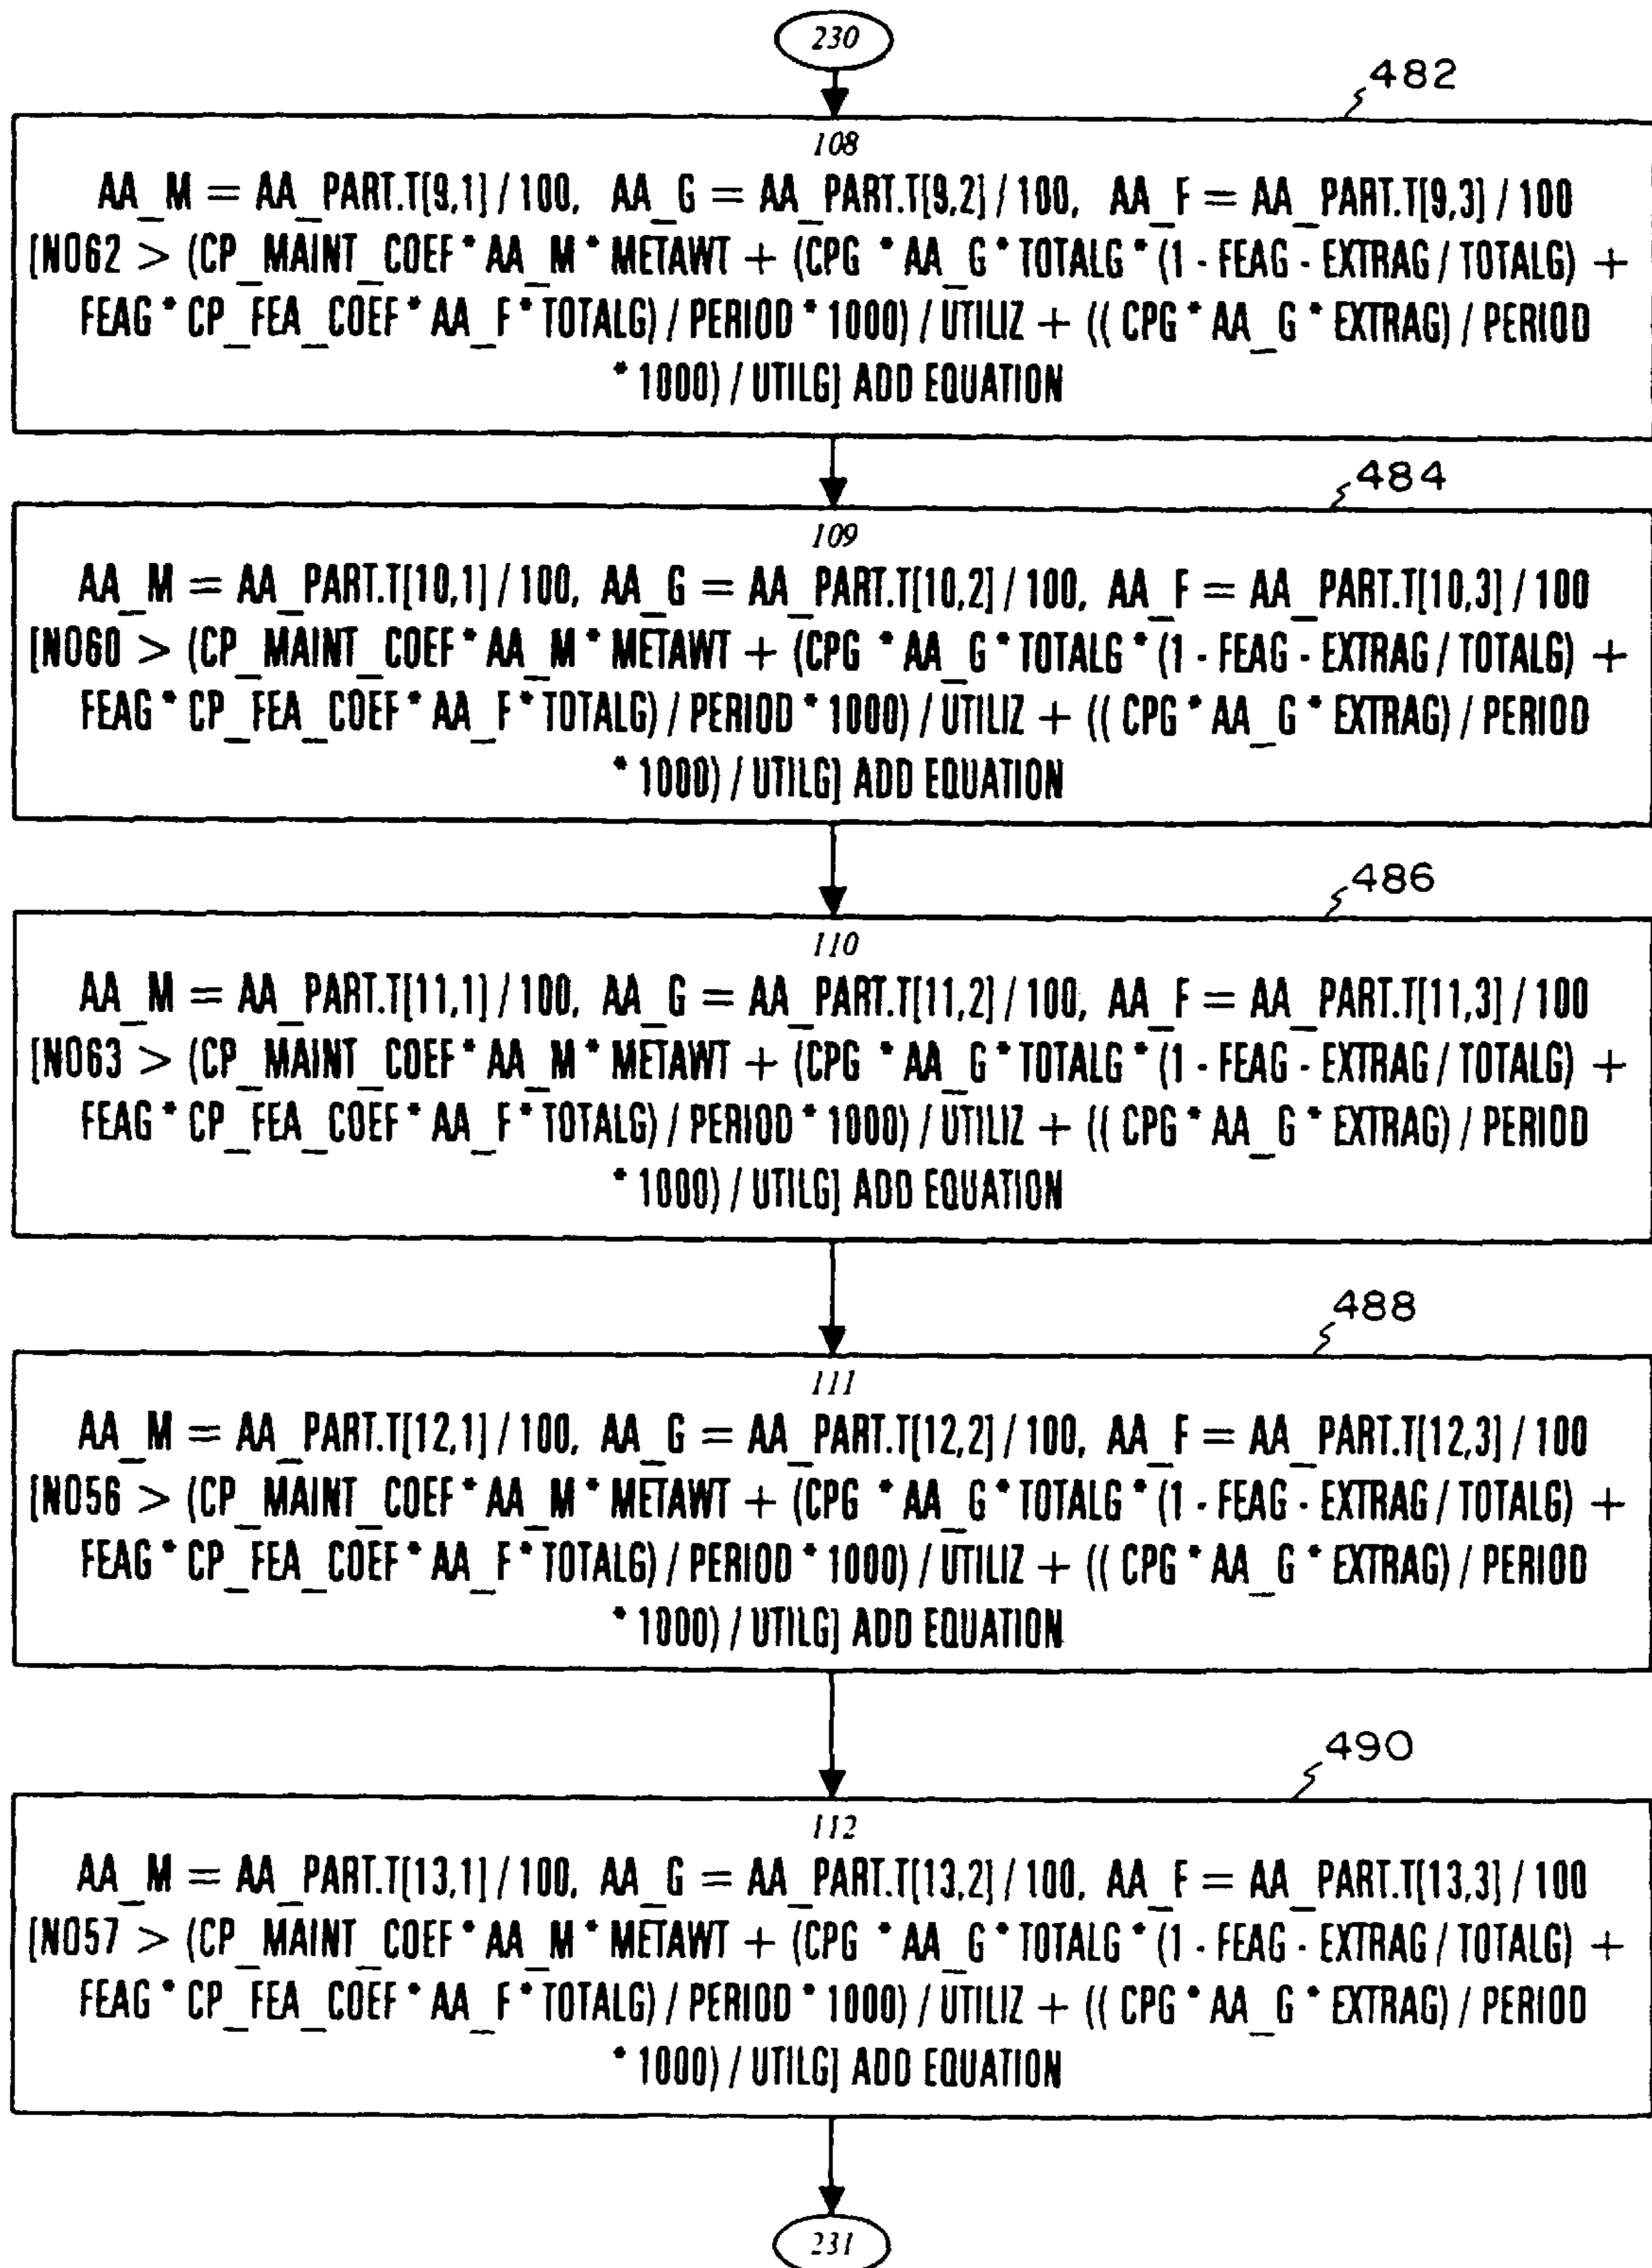 230
482
108
AA_M = AA_PART.T[9,1] / 100, AA_G = AA_PART.T[9,2] / 100, AA_F = AA_PART.T[9,3] / 100
[NO62 > (CP_MAINT_COEF * AA_M * METAWT + (CPG * AA_G * TOTALG * (1 - FEAG - EXTRAG / TOTALG) +
FEAG * CP_FEA_COEF * AA_F * TOTALG) / PERIOD * 1000) / UTILIZ + (( CPG * AA_G * EXTRAG) / PERIOD
* 1000) / UTILG] ADD EQUATION
484
109
AA_M = AA_PART.T[10,1] / 100, AA_G = AA_PART.T[10,2] / 100, AA_F = AA_PART.T[10,3] / 100
[NO60 > (CP_MAINT_COEF * AA_M * METAWT + (CPG * AA_G * TOTALG * (1 - FEAG - EXTRAG / TOTALG) +
FEAG * CP_FEA_COEF * AA_F * TOTALG) / PERIOD * 1000) / UTILIZ + (( CPG * AA_G * EXTRAG) / PERIOD
* 1000) / UTILG] ADD EQUATION
486
110
AA_M = AA_PART.T[11,1] / 100, AA_G = AA_PART.T[11,2] / 100, AA_F = AA_PART.T[11,3] / 100
[NO63 > (CP_MAINT_COEF * AA_M * METAWT + (CPG * AA_G * TOTALG * (1 - FEAG - EXTRAG / TOTALG) +
FEAG * CP_FEA_COEF * AA_F * TOTALG) / PERIOD * 1000) / UTILIZ + (( CPG * AA_G * EXTRAG) / PERIOD
* 1000) / UTILG] ADD EQUATION
488
111
AA_M = AA_PART.T[12,1] / 100, AA_G = AA_PART.T[12,2] / 100, AA_F = AA_PART.T[12,3] / 100
[NO56 > (CP_MAINT_COEF * AA_M * METAWT + (CPG * AA_G * TOTALG * (1 - FEAG - EXTRAG / TOTALG) +
FEAG * CP_FEA_COEF * AA_F * TOTALG) / PERIOD * 1000) / UTILIZ + (( CPG * AA_G * EXTRAG) / PERIOD
* 1000) / UTILG] ADD EQUATION
490
112
AA_M = AA_PART.T[13,1] / 100, AA_G = AA_PART.T[13,2] / 100, AA_F = AA_PART.T[13,3] / 100
[NO57 > (CP_MAINT_COEF * AA_M * METAWT + (CPG * AA_G * TOTALG * (1 - FEAG - EXTRAG / TOTALG) +
FEAG * CP_FEA_COEF * AA_F * TOTALG) / PERIOD * 1000) / UTILIZ + (( CPG * AA_G * EXTRAG) / PERIOD
* 1000) / UTILG] ADD EQUATION
231